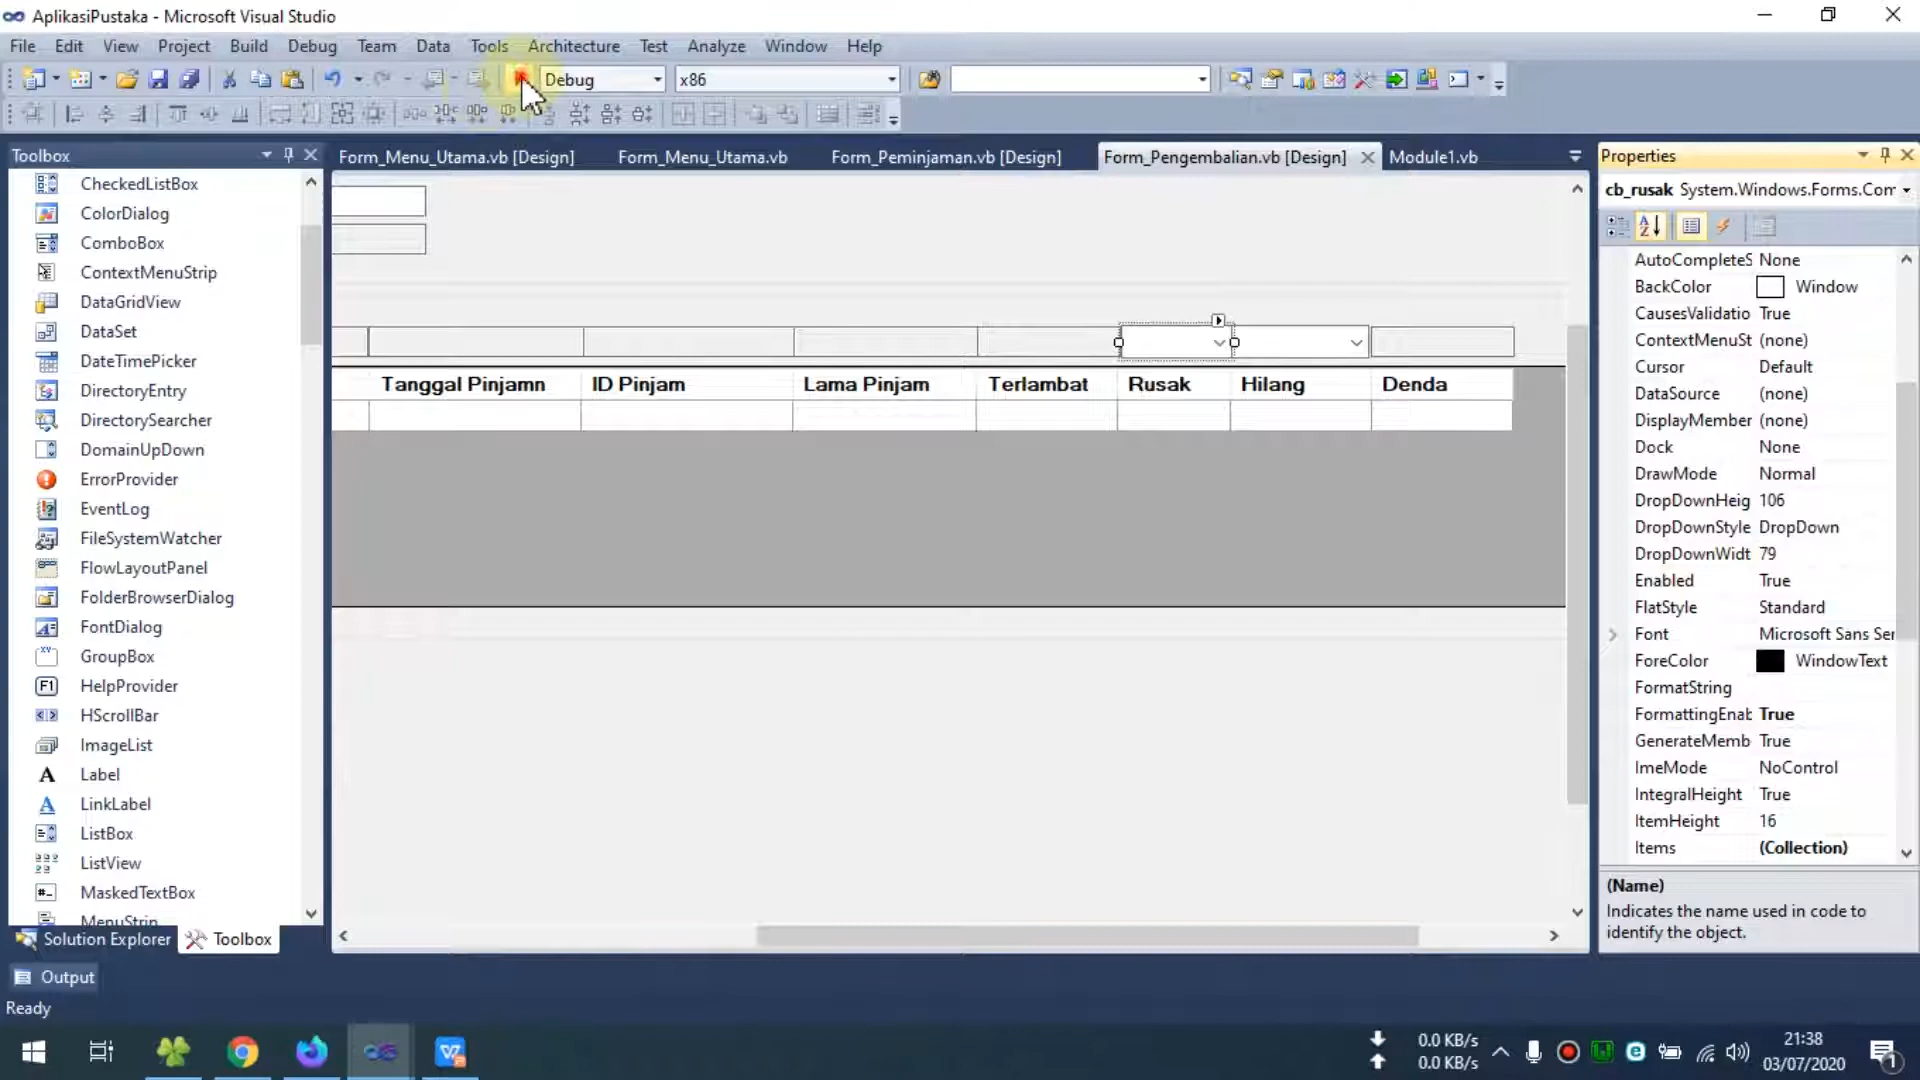 AplikasiPustaka - Microsoft Visual Studio
File Edit View Project Build Debug Team Data Tools Architecture Test Analyze Window Help
Debug x86
Toolbox
Form_Menu_Utama.vb [Design] Form_Menu_Utama.vb Form_Peminjaman.vb [Design] Form_Pengembalian.vb [Design] Module1.vb
Properties
CheckedListBox
ColorDialog
ComboBox
ContextMenuStrip
DataGridView
DataSet
DateTimePicker
DirectoryEntry
DirectorySearcher
DomainUpDown
ErrorProvider
EventLog
FileSystemWatcher
FlowLayoutPanel
FolderBrowserDialog
FontDialog
GroupBox
HelpProvider
HScrollBar
ImageList
Label
LinkLabel
ListBox
ListView
MaskedTextBox
MenuStrip
Solution Explorer Toolbox
Tanggal Pinjamn ID Pinjam Lama Pinjam Terlambat Rusak Hilang Denda
cb_rusak System.Windows.Forms.Com
AutoCompleteS None
BackColor Window
CausesValidatio True
ContextMenuSt (none)
Cursor Default
DataSource (none)
DisplayMember (none)
Dock None
DrawMode Normal
DropDownHeig 106
DropDownStyle DropDown
DropDownWidt 79
Enabled True
FlatStyle Standard
Font Microsoft Sans Ser
ForeColor WindowText
FormatString
FormattingEnab True
GenerateMemb True
ImeMode NoControl
IntegralHeight True
ItemHeight 16
Items (Collection)
(Name)
Indicates the name used in code to
identify the object.
Output
Ready
0.0 KB/s
0.0 KB/s
21:38
03/07/2020
1